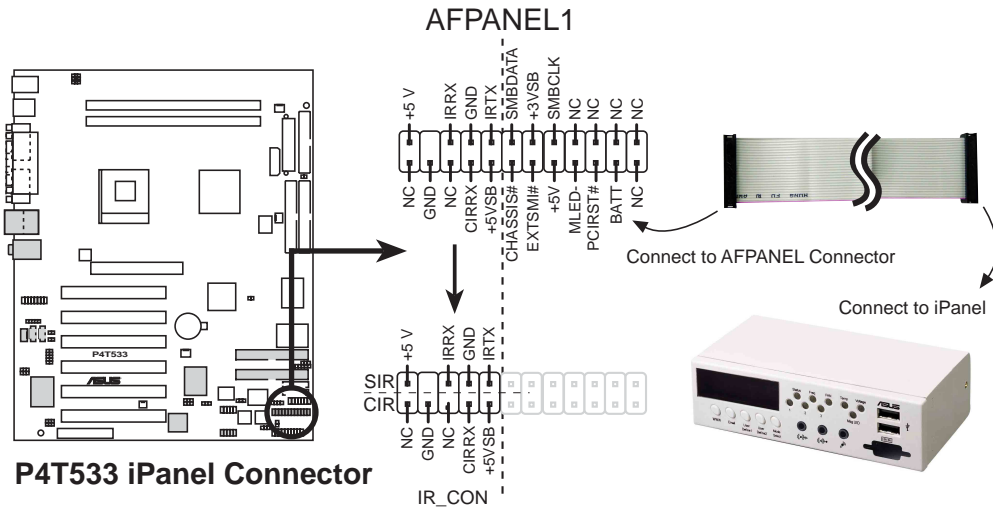 AFPANEL1
+5 V
IRRX
GND
IRTX
SMBDATA
+3VSB
SMBCLK
NC
NC
NC
NC
NC
GND
NC
CIRRX
+5VSB
CHASSIS#
EXTSMI#
+5V
MLED-
PCIRST#
BATT
NC
Connect to AFPANEL Connector
Connect to iPanel
P4T533
ASUS
+5 V
IRRX
GND
IRTX
SIR
CIR
NC
GND
NC
CIRRX
+5VSB
IR_CON
P4T533 iPanel Connector
ASUS